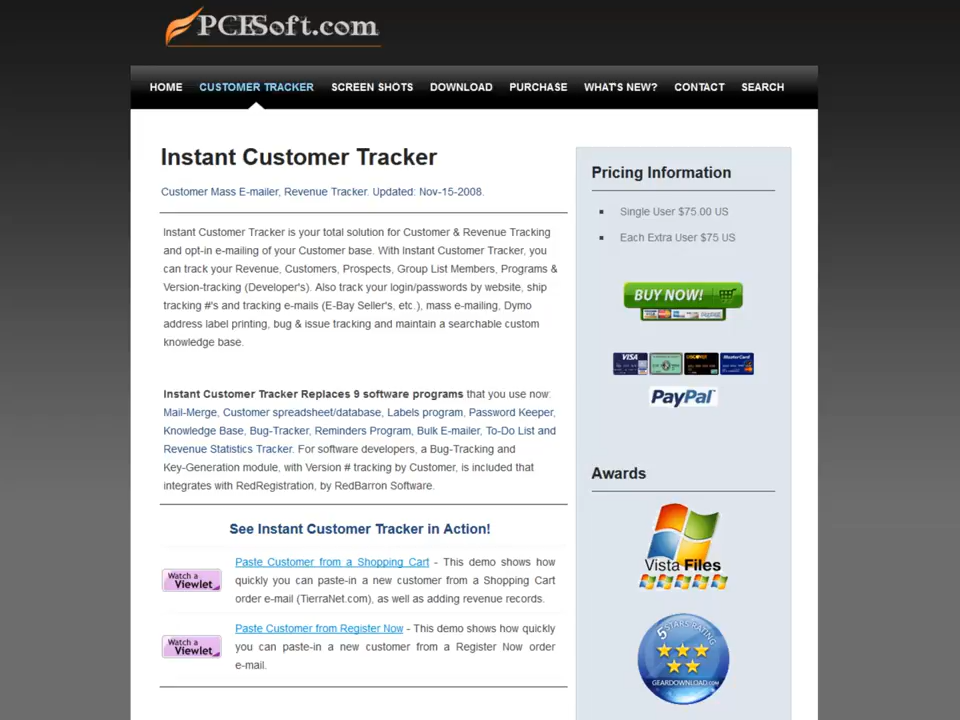 PCESoft.com
HOME CUSTOMER TRACKER SCREEN SHOTS DOWNLOAD PURCHASE WHAT'S NEW? CONTACT SEARCH
Instant Customer Tracker
Customer Mass E-mailer, Revenue Tracker. Updated: Nov-15-2008.
Instant Customer Tracker is your total solution for Customer & Revenue Tracking
and opt-in e-mailing of your Customer base. With Instant Customer Tracker, you
can track your Revenue, Customers, Prospects, Group List Members, Programs &
Version-tracking (Developer's). Also track your login/passwords by website, ship
tracking #'s and tracking e-mails (E-Bay Seller's, etc.), mass e-mailing, Dymo
address label printing, bug & issue tracking and maintain a searchable custom
knowledge base.
Instant Customer Tracker Replaces 9 software programs that you use now:
Mail-Merge, Customer spreadsheet/database, Labels program, Password Keeper,
Knowledge Base, Bug-Tracker, Reminders Program, Bulk E-mailer, To-Do List and
Revenue Statistics Tracker. For software developers, a Bug-Tracking and
Key-Generation module, with Version # tracking by Customer, is included that
integrates with RedRegistration, by RedBarron Software.
See Instant Customer Tracker in Action!
Watch a
Viewlet
Paste Customer from a Shopping Cart - This demo shows how
quickly you can paste-in a new customer from a Shopping Cart
order e-mail (TierraNet.com), as well as adding revenue records.
Watch a
Viewlet
Paste Customer from Register Now - This demo shows how quickly
you can paste-in a new customer from a Register Now order
e-mail.
Pricing Information
Single User $75.00 US
Each Extra User $75 US
BUY NOW!
VISA DISCOVER MasterCard
PayPal
Awards
Vista Files
5 STARS RATING
GEARDOWNLOAD.COM